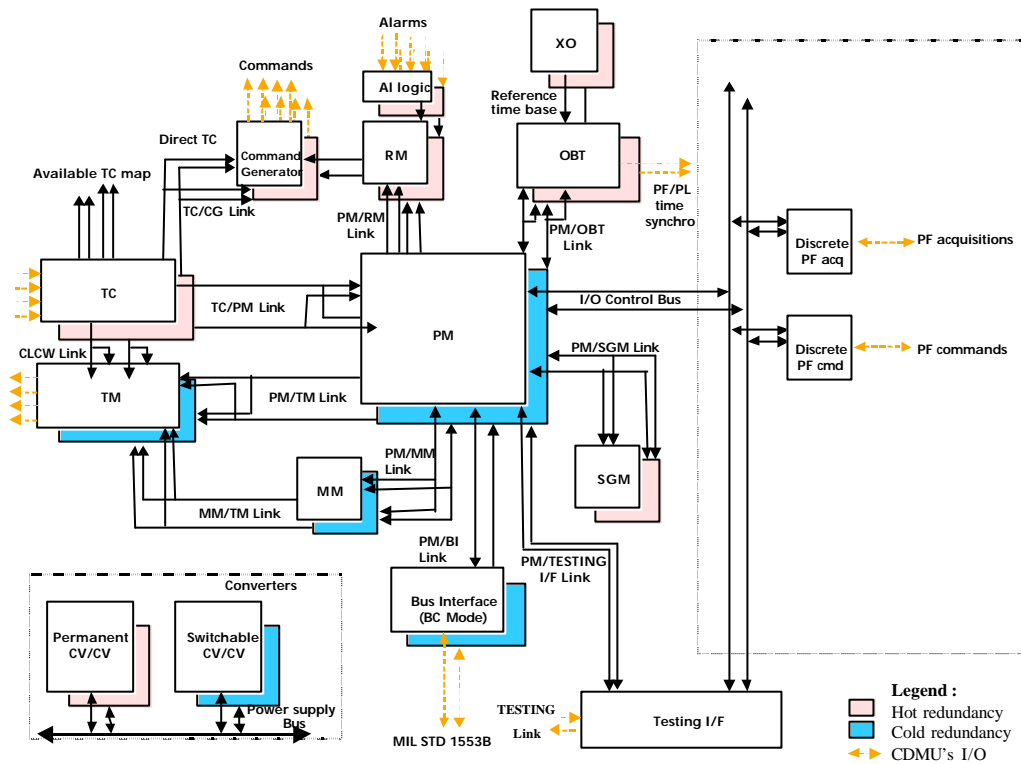 Alarms
XO
AI logic
Commands
Reference
time base
Direct TC
Command
Generator
RM
OBT
Available TC map
TC/CG Link
PM/RM
Link
PM/OBT
Link
PF/PL
time
synchro
Discrete
PF acq
PF acquisitions
TC
TC/PM Link
PM
I/O Control Bus
CLCW Link
PM/SGM Link
Discrete
PF cmd
PF commands
TM
PM/TM Link
PM/MM
Link
MM
SGM
MM/TM Link
PM/BI
Link
PM/TESTING
I/F Link
Converters
Bus Interface
(BC Mode)
Permanent
CV/CV
Switchable
CV/CV
Power supply
Bus
MIL STD 1553B
TESTING
Link
Testing I/F
Legend :
Hot redundancy
Cold redundancy
CDMU's I/O